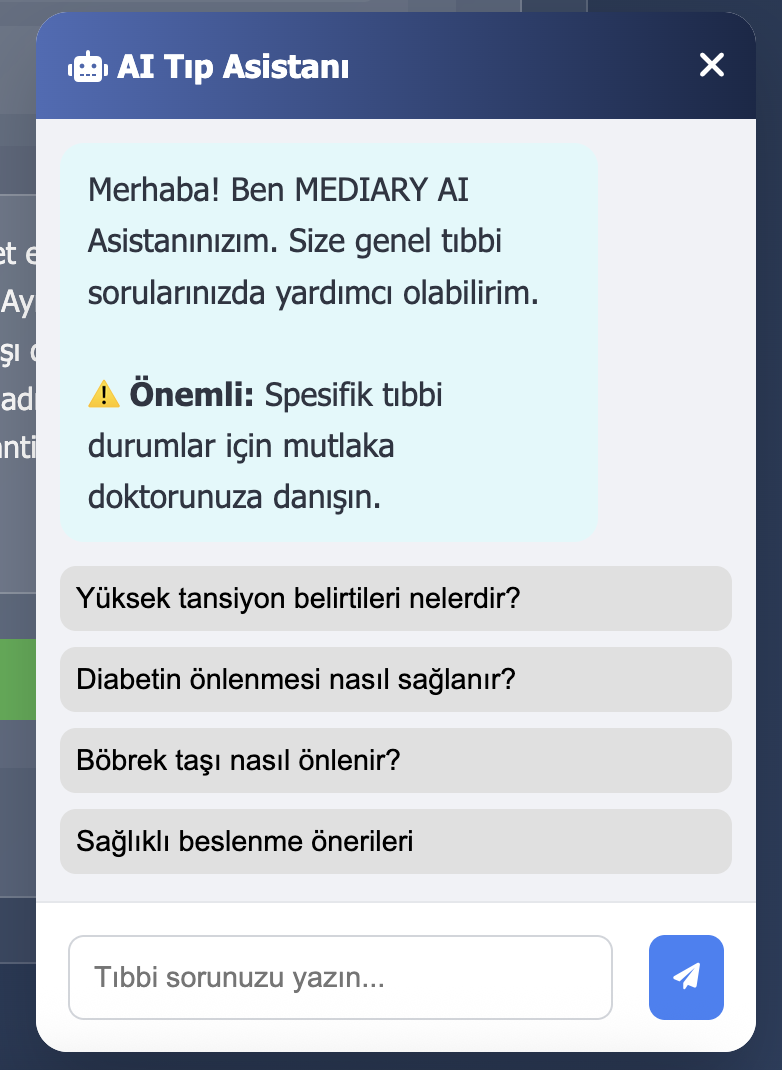 AI Tıp Asistanı
Merhaba! Ben MEDIARY AI
Asistanınızım. Size genel tıbbi
sorularınızda yardımcı olabilirim.
⚠️ Önemli: Spesifik tıbbi
durumlar için mutlaka
doktorunuza danışın.
Yüksek tansiyon belirtileri nelerdir?
Diabetin önlenmesi nasıl sağlanır?
Böbrek taşı nasıl önlenir?
Sağlıklı beslenme önerileri
Tıbbi sorunuzu yazın...